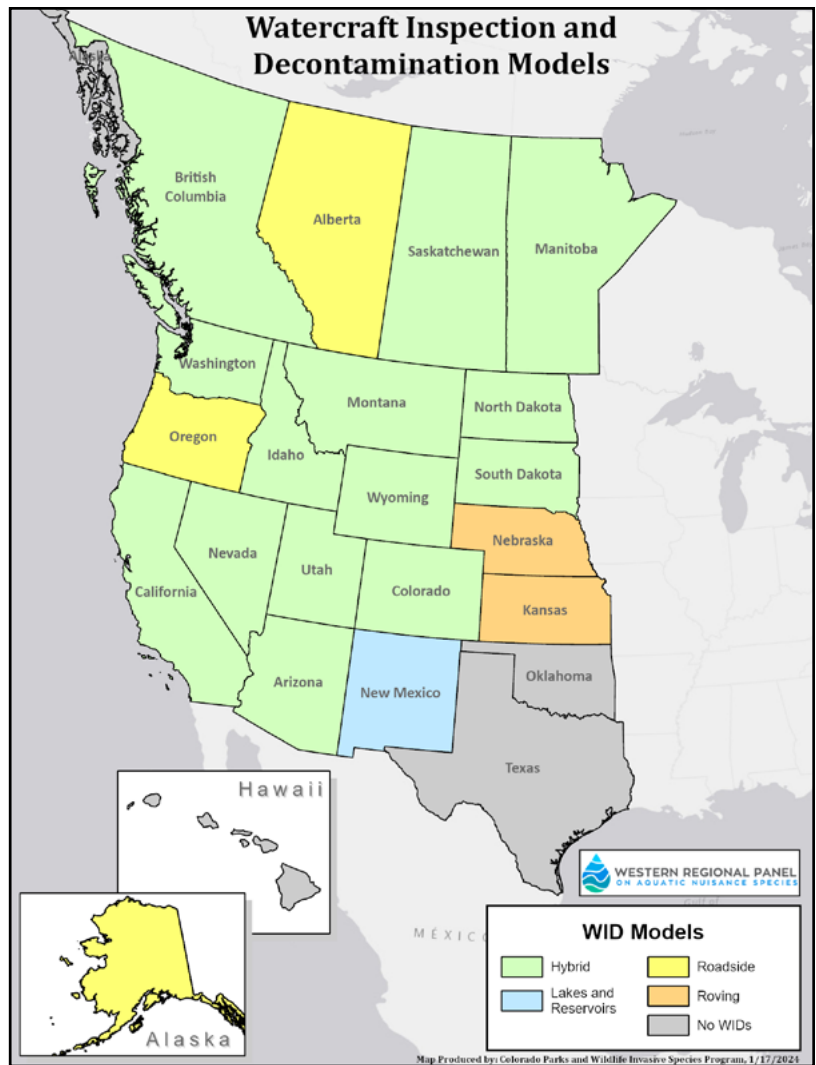 Watercraft Inspection and
Decontamination Models
Alaska
British
Columbia
Alberta
Saskatchewan
Manitoba
Washington
Montana
North Dakota
Oregon
Idaho
South Dakota
Wyoming
Nebraska
Nevada
Utah
Colorado
California
Kansas
Arizona
New Mexico
Oklahoma
Texas
Hawaii
WESTERN REGIONAL PANEL
ON AQUATIC NUISANCE SPECIES
MÉXICO
WID Models
Hybrid
Roadside
Lakes and
Reservoirs
Roving
No WIDs
Alaska
Map Produced by: Colorado Parks and Wildlife Invasive Species Program, 1/17/2024